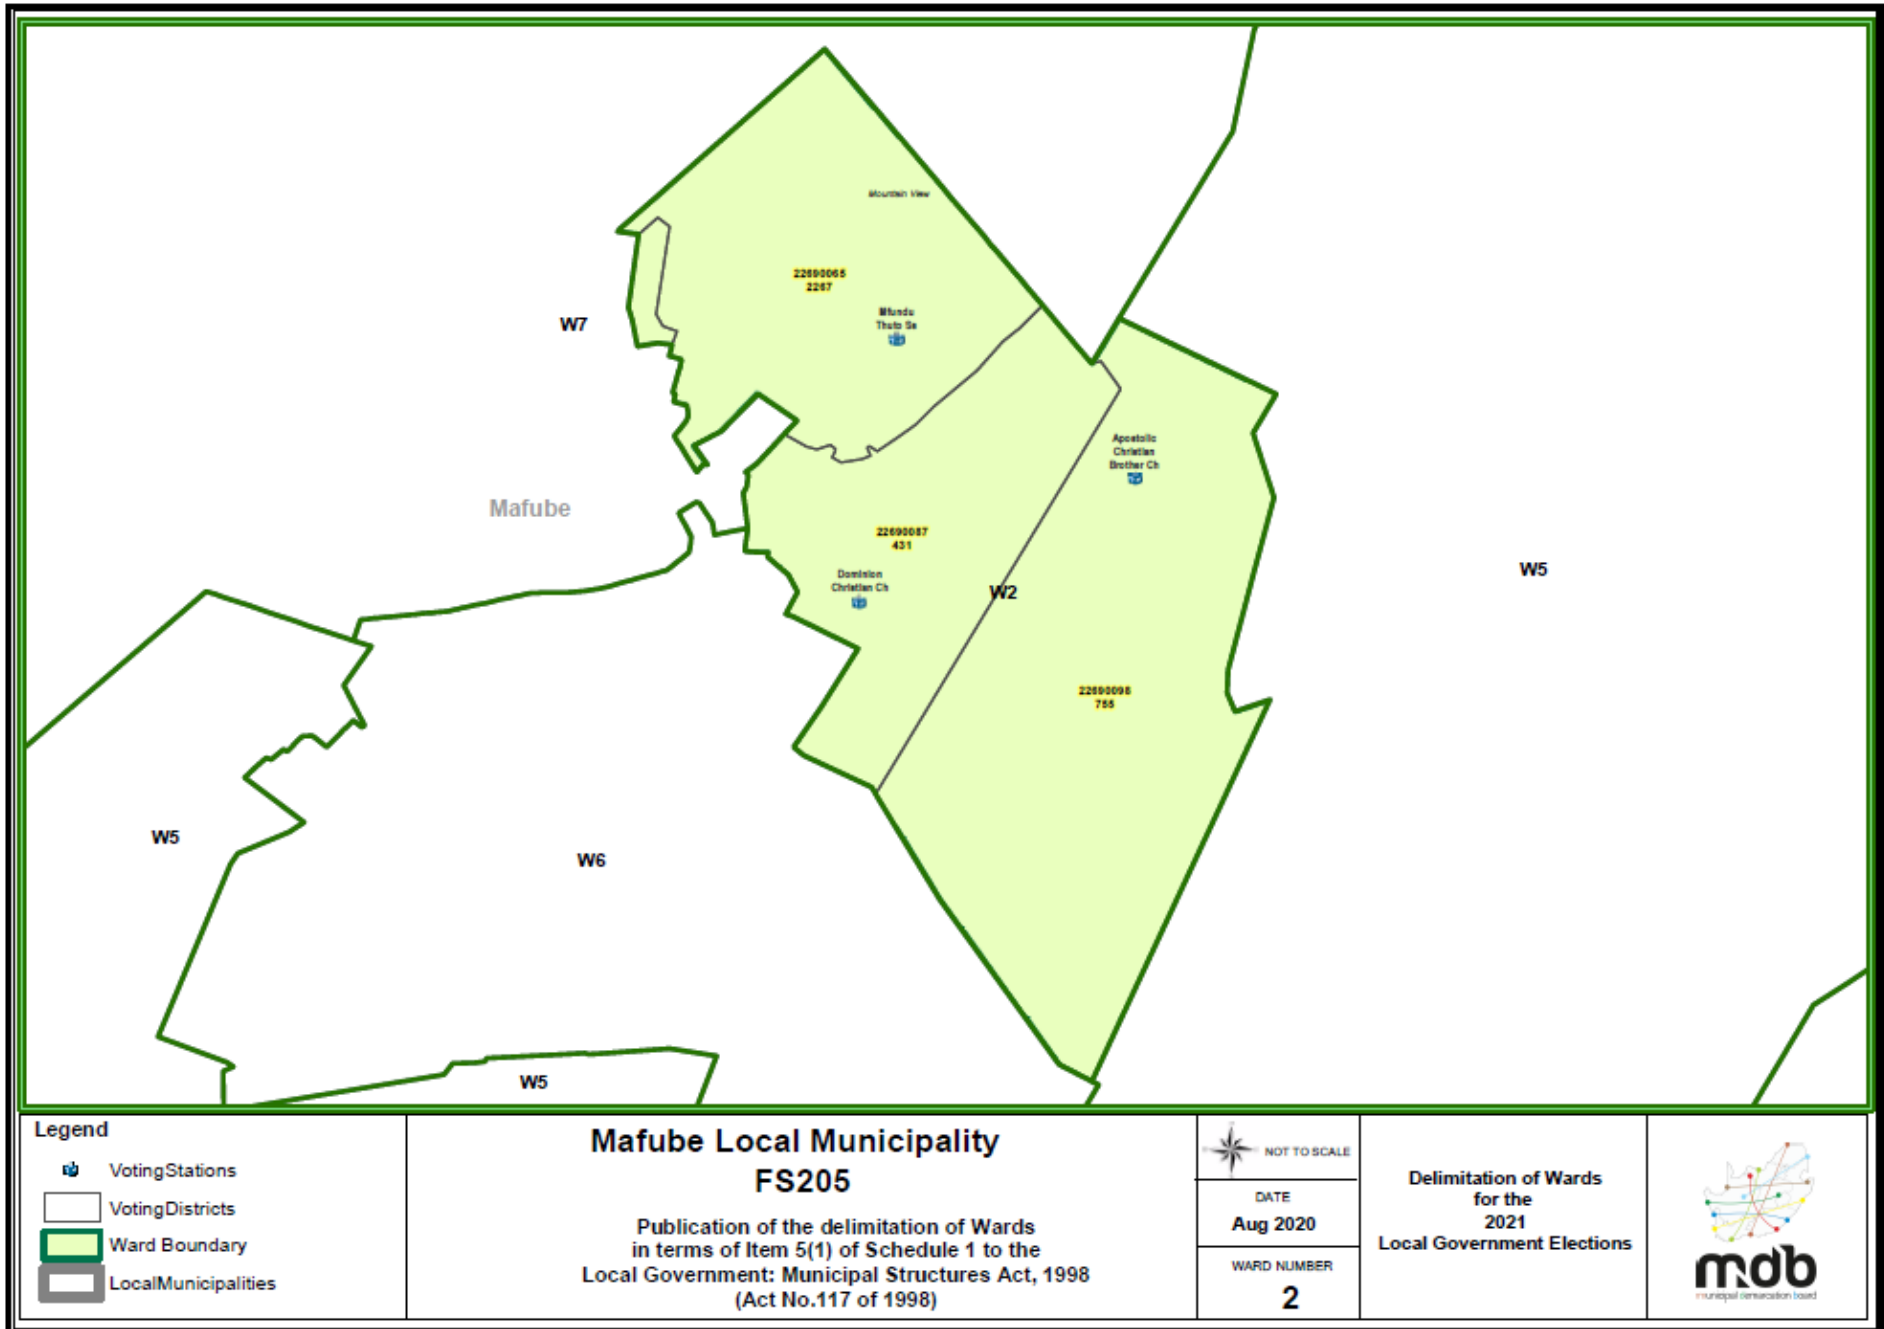 Mountain View
22690065
2267
Mfundu
Thuto Se
W7
Apostolic
Christian
Brother Ch
Mafube
22690087
431
Dominion
Christian Ch
W2
W5
22690098
755
W5
W6
W5
Legend
VotingStations
VotingDistricts
Ward Boundary
LocalMunicipalities
Mafube Local Municipality
FS205
Publication of the delimitation of Wards
in terms of Item 5(1) of Schedule 1 to the
Local Government: Municipal Structures Act, 1998
(Act No.117 of 1998)
NOT TO SCALE
DATE
Aug 2020
WARD NUMBER
2
Delimitation of Wards
for the
2021
Local Government Elections
mdb
municipal demarcation board